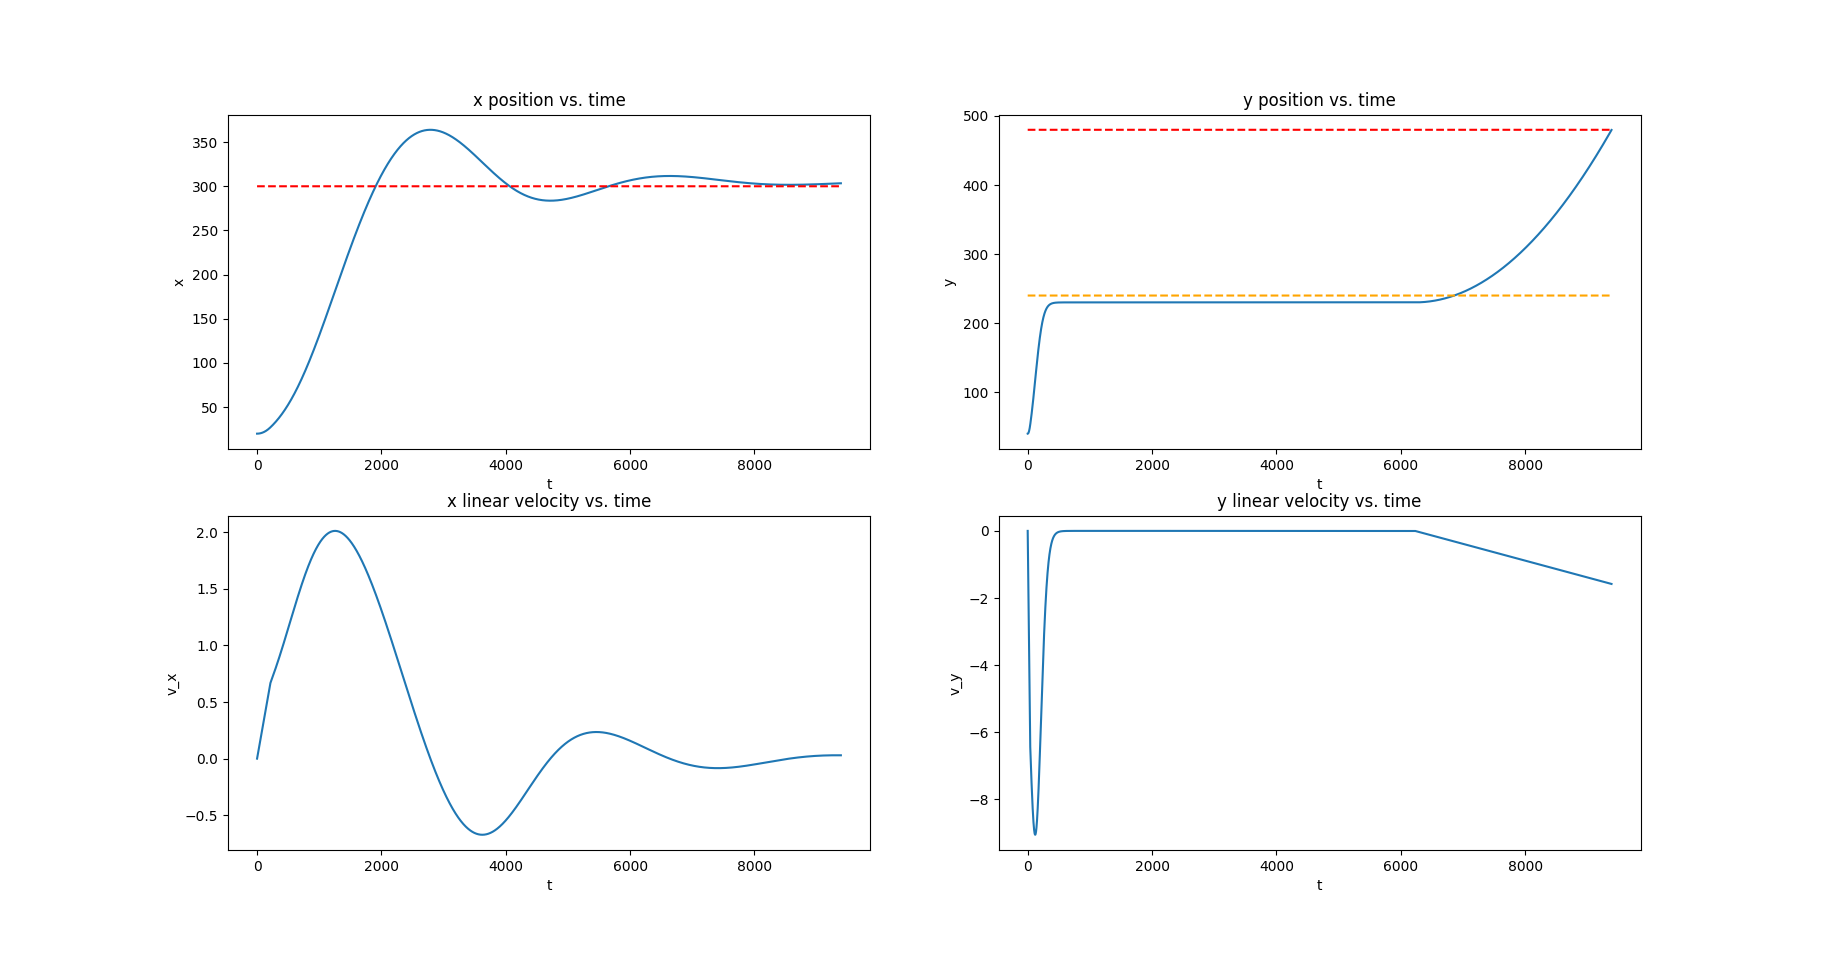 x position vs. time
x
350
300
250
200
150
100
50
0 2000 4000 6000 8000
t
y position vs. time
y
500
400
300
200
100
0 2000 4000 6000 8000
t
x linear velocity vs. time
v_x
2.0
1.5
1.0
0.5
0.0
−0.5
0 2000 4000 6000 8000
t
y linear velocity vs. time
v_y
0
−2
−4
−6
−8
0 2000 4000 6000 8000
t